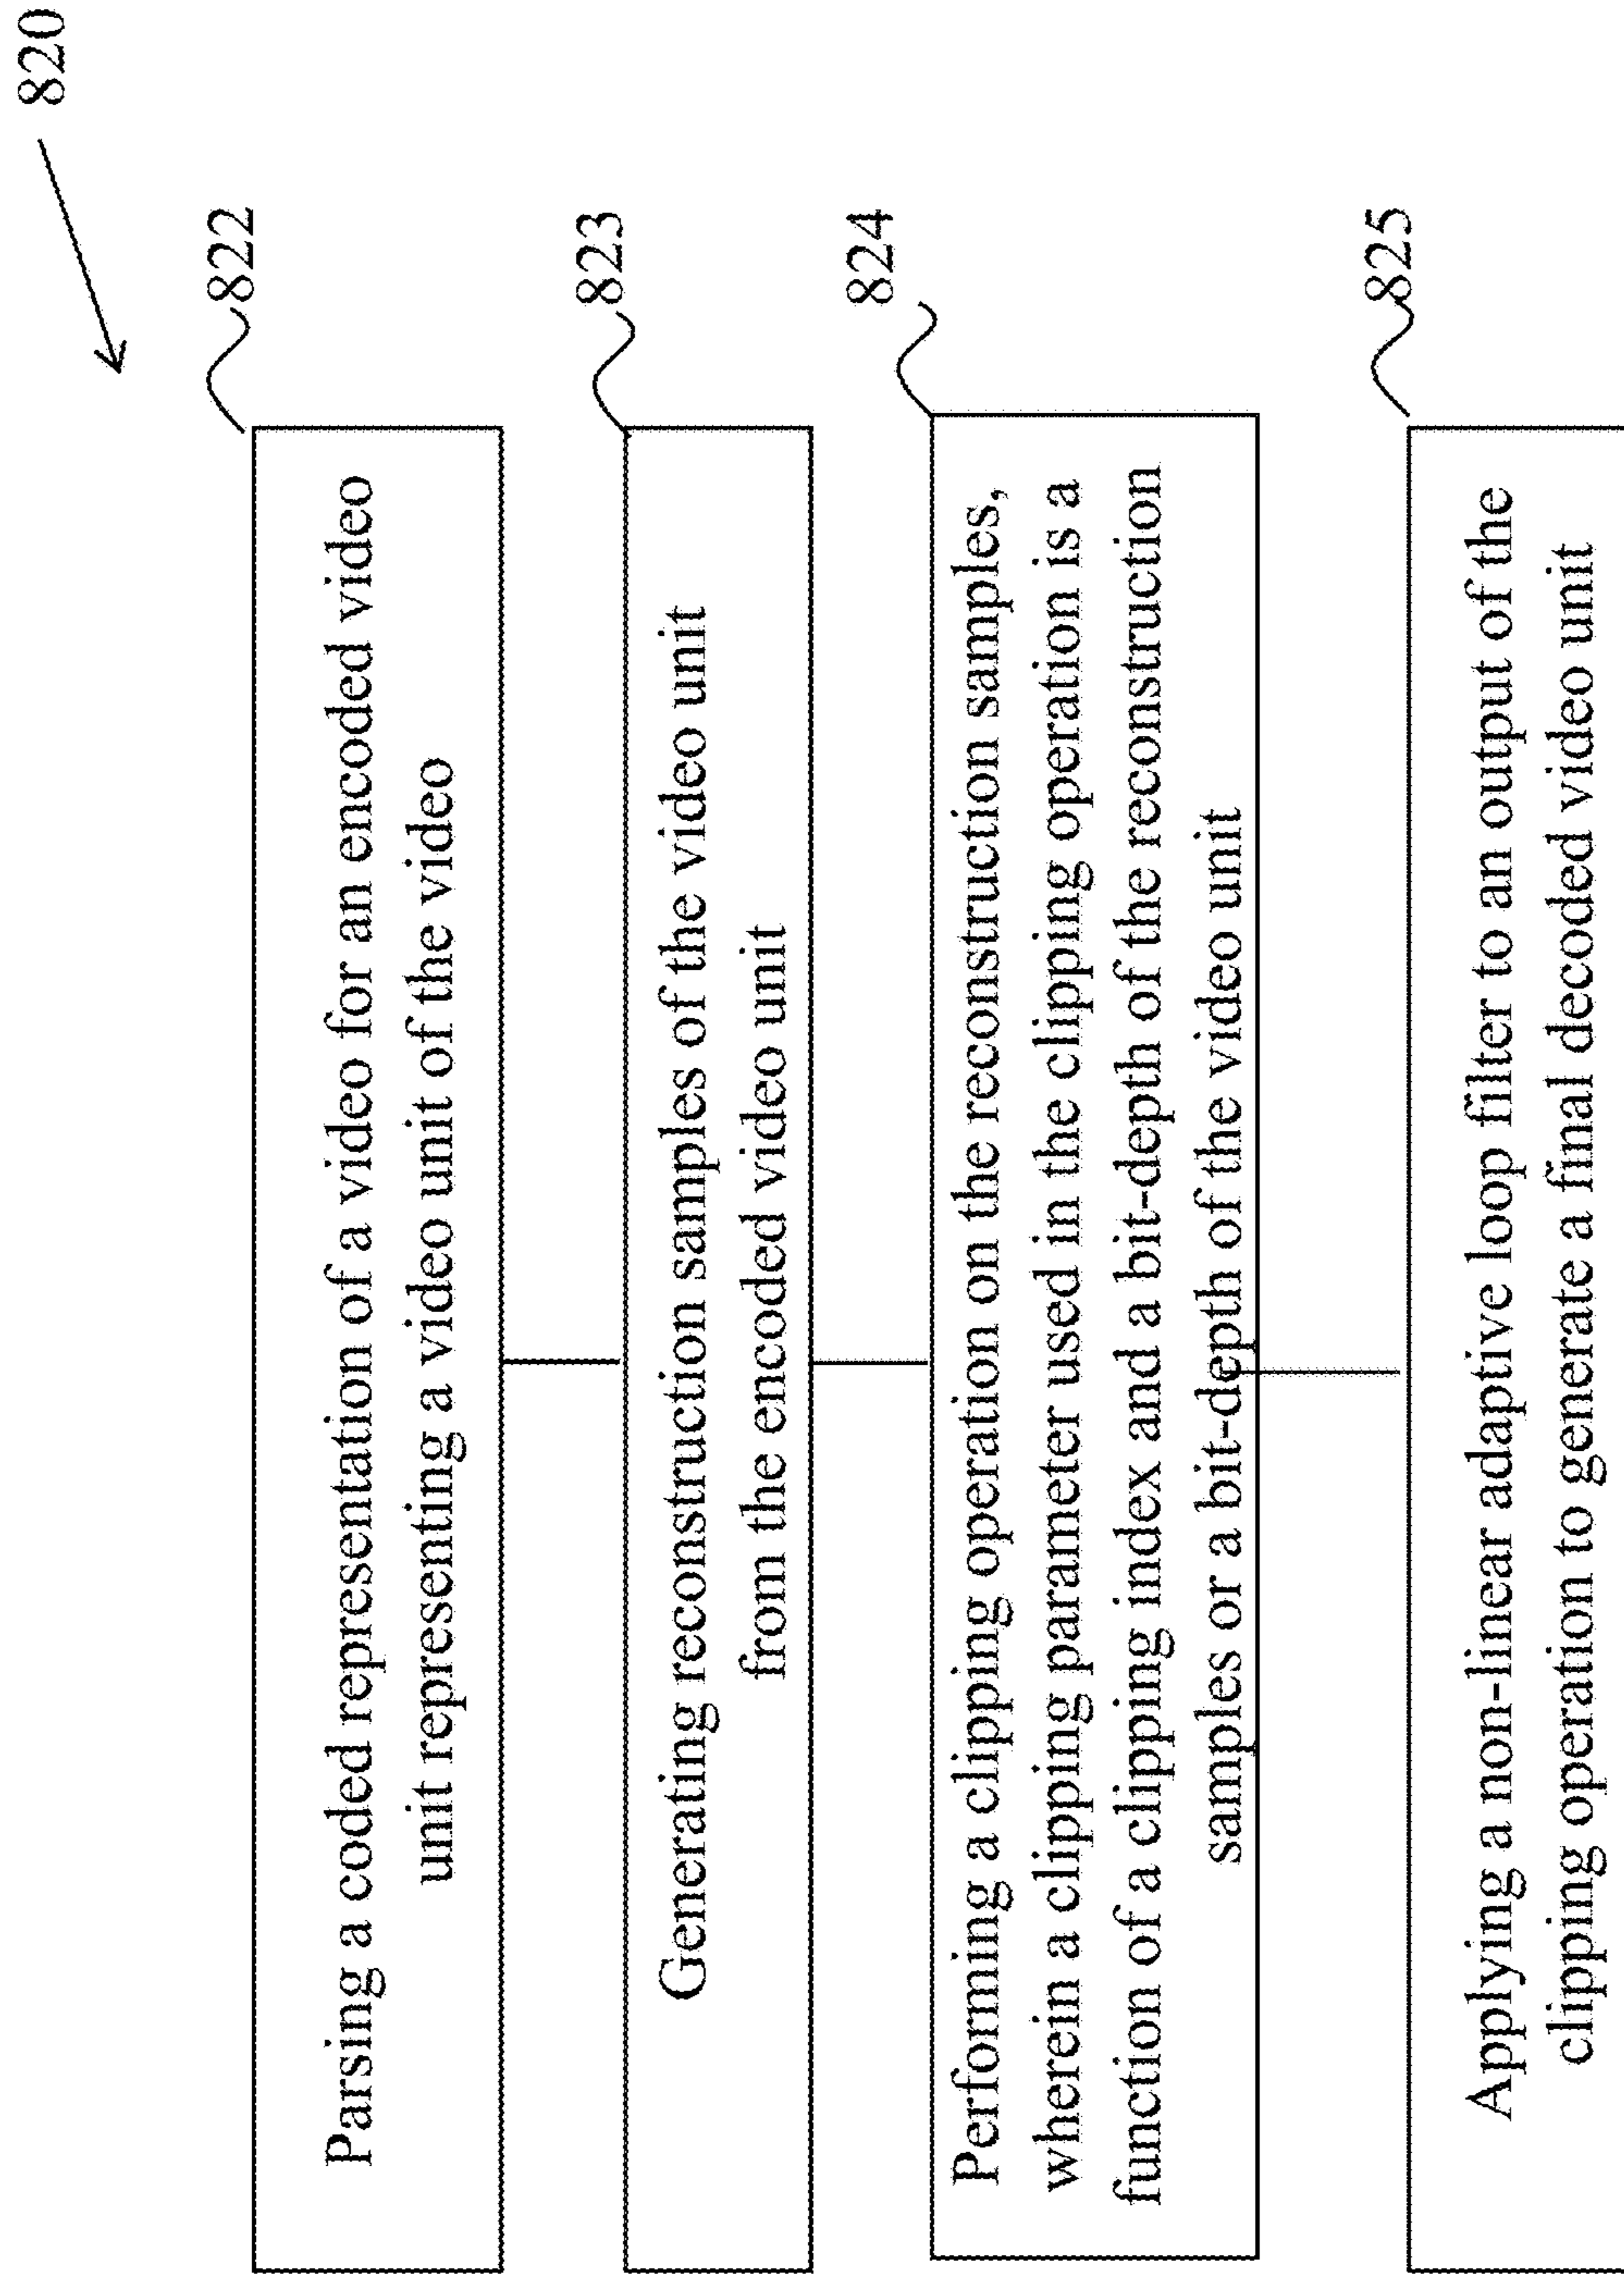 820
822
Parsing a coded representation of a video for an encoded video
unit representing a video unit of the video
823
Generating reconstruction samples of the video unit
from the encoded video unit
824
Performing a clipping operation on the reconstruction samples,
wherein a clipping parameter used in the clipping operation is a
function of a clipping index and a bit-depth of the reconstruction
samples or a bit-depth of the video unit
825
Applying a non-linear adaptive loop filter to an output of the
clipping operation to generate a final decoded video unit